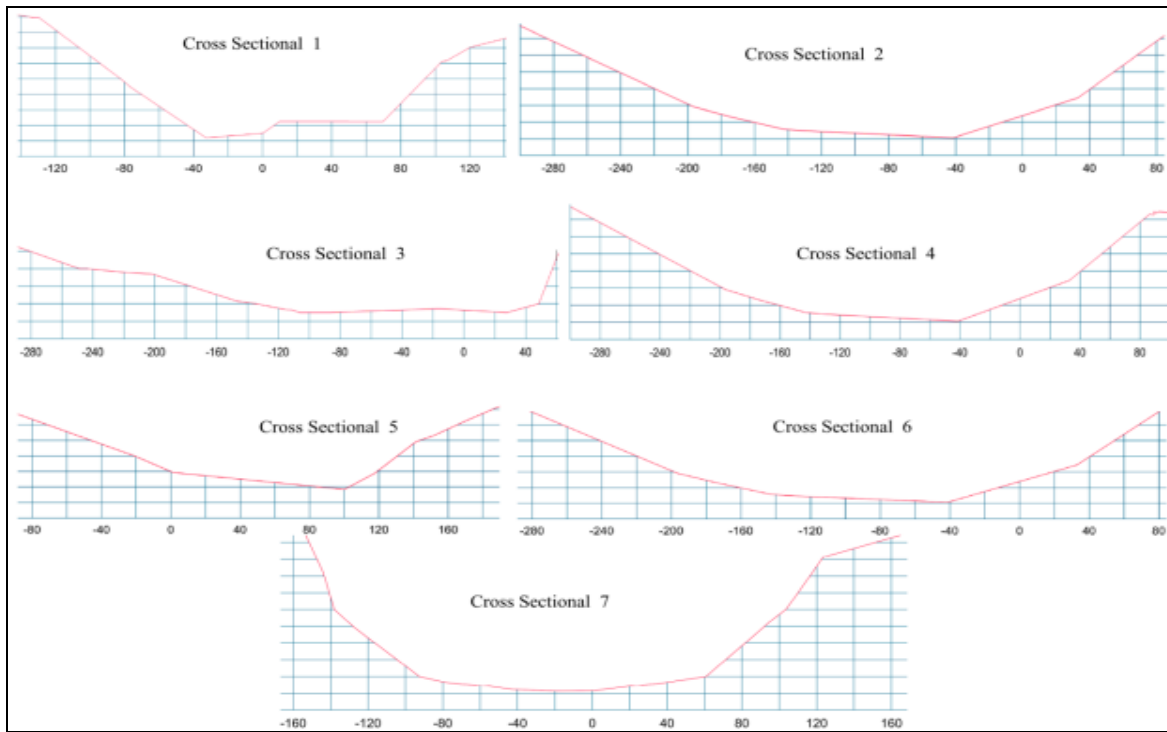 Cross Sectional 1
-120 -80 -40 0 40 80 120
Cross Sectional 2
-280 -240 -200 -160 -120 -80 -40 0 40 80
Cross Sectional 3
-280 -240 -200 -160 -120 -80 -40 0 40
Cross Sectional 4
-280 -240 -200 -160 -120 -80 -40 0 40 80
Cross Sectional 5
-80 -40 0 40 80 120 160
Cross Sectional 6
-280 -240 -200 -160 -120 -80 -40 0 40 80
Cross Sectional 7
-160 -120 -80 -40 0 40 80 120 160